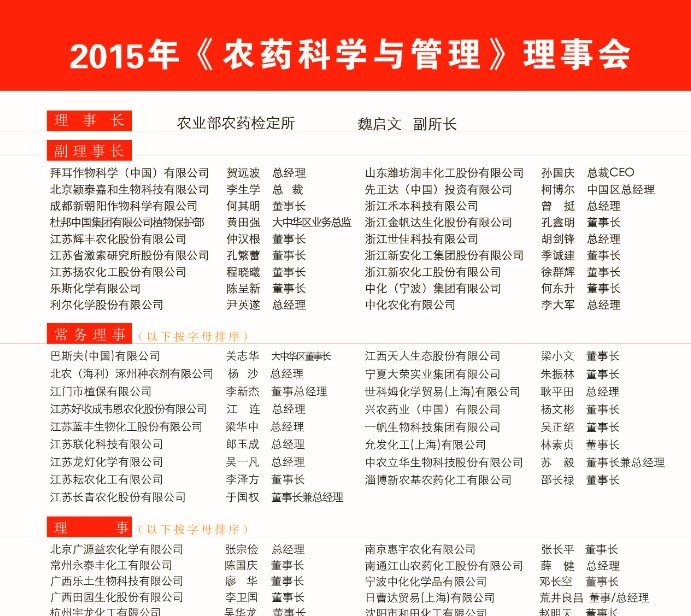 2015年《农药科学与管理》理事会
理事长
农业部农药检定所 魏启文 副所长
副理事长
拜耳作物科学（中国）有限公司 贺远波 总经理
北京颖泰嘉和生物科技有限公司 李生学 总裁
成都新朝阳作物科学有限公司 何其明 董事长
杜邦中国集团有限公司植物保护部 黄田强 大中华区业务总监
江苏辉丰农化股份有限公司 仲汉根 董事长
江苏省激素研究所股份有限公司 孔繁蕾 董事长
江苏扬农化工股份有限公司 程晓曦 董事长
乐斯化学有限公司 陈呈新 董事长
利尔化学股份有限公司 尹英遂 总经理
山东潍坊润丰化工股份有限公司 孙国庆 总裁CEO
先正达（中国）投资有限公司 柯博尔 中国区总经理
浙江禾本科技有限公司 曾挺 总经理
浙江金帆达生化股份有限公司 孔鑫明 董事长
浙江世佳科技有限公司 胡剑锋 总经理
浙江新安化工集团股份有限公司 季诚建 董事长
浙江新农化工股份有限公司 徐群辉 董事长
中化（宁波）集团有限公司 何东升 董事长
中化农化有限公司 李大军 总经理
常务理事（以下按字母排序）
巴斯夫(中国)有限公司 关志华 大中华区董事长
北农（海利）涿州种衣剂有限公司 杨沙 总经理
江门市植保有限公司 李新杰 董事总经理
江苏好收成韦恩农化股份有限公司 江连 总经理
江苏蓝丰生物化工股份有限公司 梁华中 总经理
江苏联化科技有限公司 郎玉成 总经理
江苏龙灯化学有限公司 吴一凡 总经理
江苏耘农化工有限公司 李泽方 董事长
江苏长青农化股份有限公司 于国权 董事长兼总经理
江西天人生态股份有限公司 梁小文 董事长
宁夏大荣实业集团有限公司 朱振林 董事长
世科姆化学贸易(上海)有限公司 耿平田 总经理
兴农药业（中国）有限公司 杨文彬 董事长
一帆生物科技集团有限公司 吴正绍 董事长
允发化工(上海)有限公司 林素贞 董事长
中农立华生物科技股份有限公司 苏毅 董事长兼总经理
淄博新农基农药化工有限公司 邵长禄 董事长
理事（以下按字母排序）
北京广源益农化学有限公司 张宗俭 总经理
常州永泰丰化工有限公司 陈国庆 董事长
广西乐土生物科技有限公司 廖华 董事长
广西田园生化股份有限公司 李卫国 董事长
杭州宇龙化工有限公司 吴华龙 董事长
南京惠宇农化有限公司 张长平 董事长
南通江山农药化工股份有限公司 薛健 总经理
宁波中化化学品有限公司 邓长空 董事长
日曹达贸易(上海)有限公司 荒井良昌 董事/总经理
沈阳市和田化工有限公司 赵明天 董事长